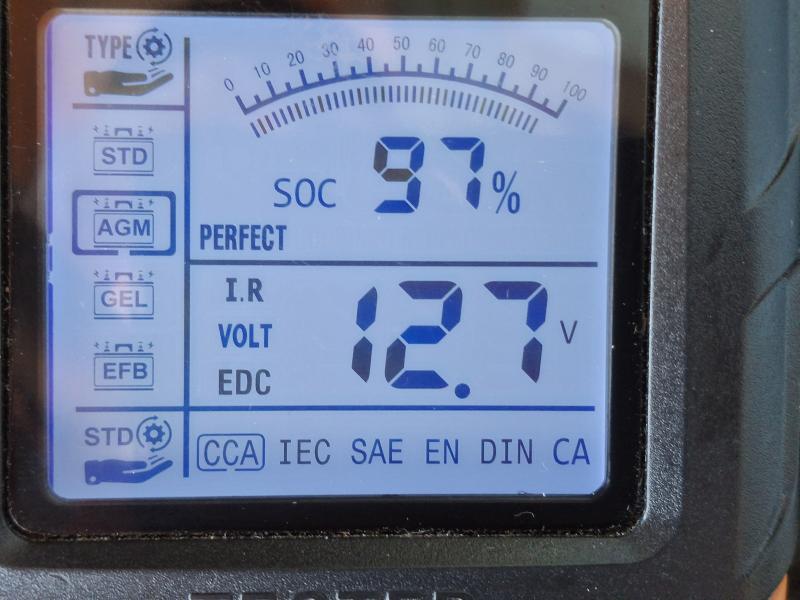 TYPE
0 10 20 30 40 50 60 70 80 90 100
STD
SOC 97%
AGM
PERFECT
GEL
I.R
VOLT
12.7 V
EFB
EDC
STD
CCA IEC SAE EN DIN CA